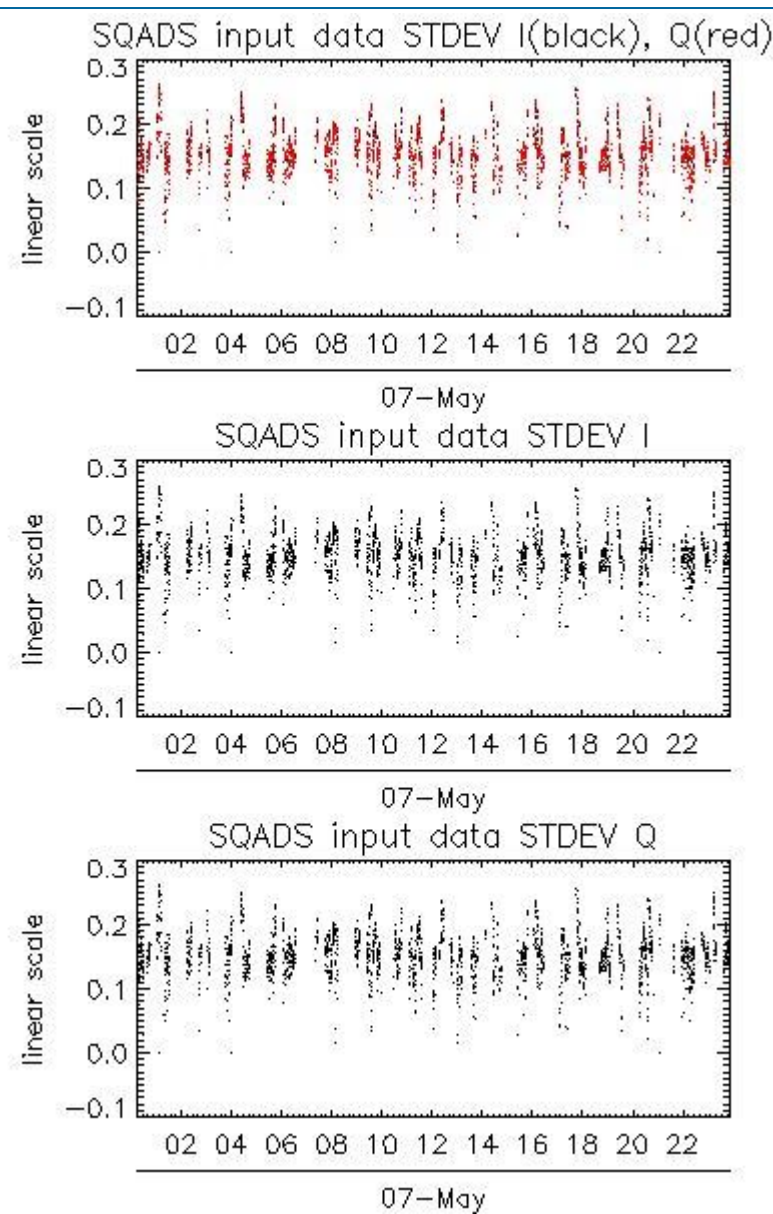 SQADS input data STDEV I(black), Q(red)
0.3
0.2
0.1
0.0
-0.1
linear scale
02 04 06 08 10 12 14 16 18 20 22
07-May
SQADS input data STDEV I
0.3
0.2
0.1
0.0
-0.1
linear scale
02 04 06 08 10 12 14 16 18 20 22
07-May
SQADS input data STDEV Q
0.3
0.2
0.1
0.0
-0.1
linear scale
02 04 06 08 10 12 14 16 18 20 22
07-May